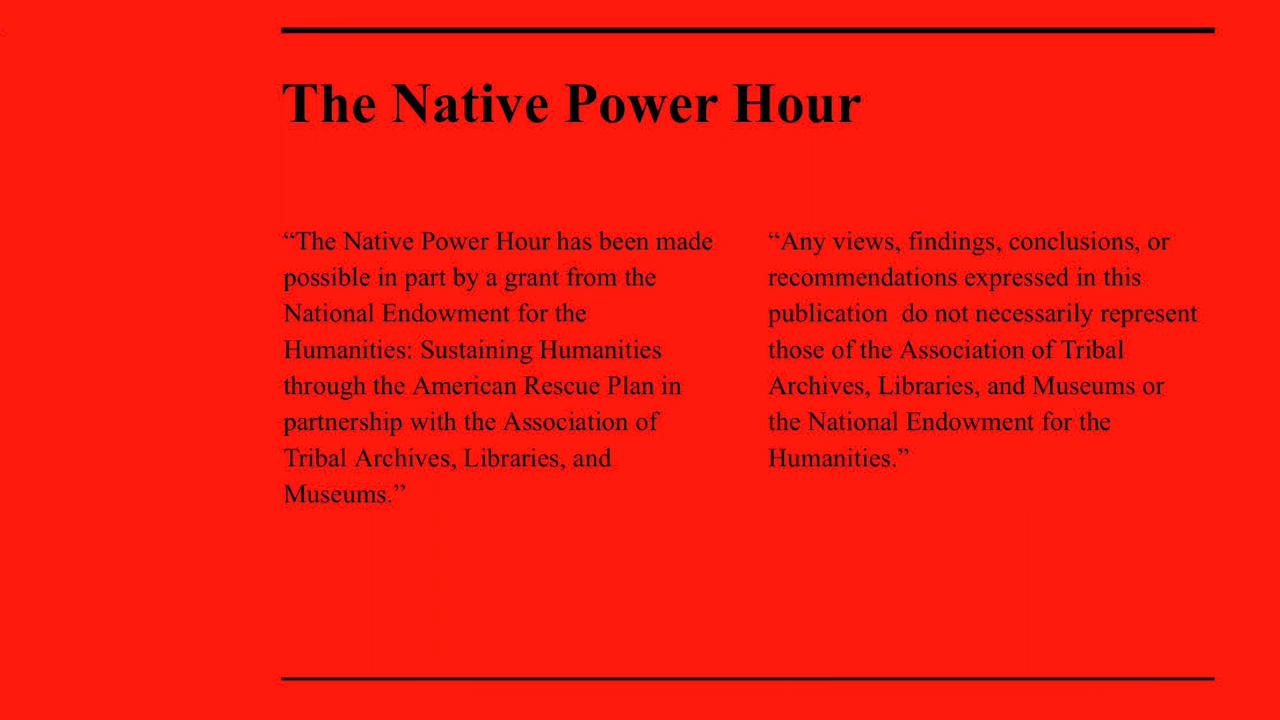 The Native Power Hour
“The Native Power Hour has been made
possible in part by a grant from the
National Endowment for the
Humanities: Sustaining Humanities
through the American Rescue Plan in
partnership with the Association of
Tribal Archives, Libraries, and
Museums.”
“Any views, findings, conclusions, or
recommendations expressed in this
publication  do not necessarily represent
those of the Association of Tribal
Archives, Libraries, and Museums or
the National Endowment for the
Humanities.”